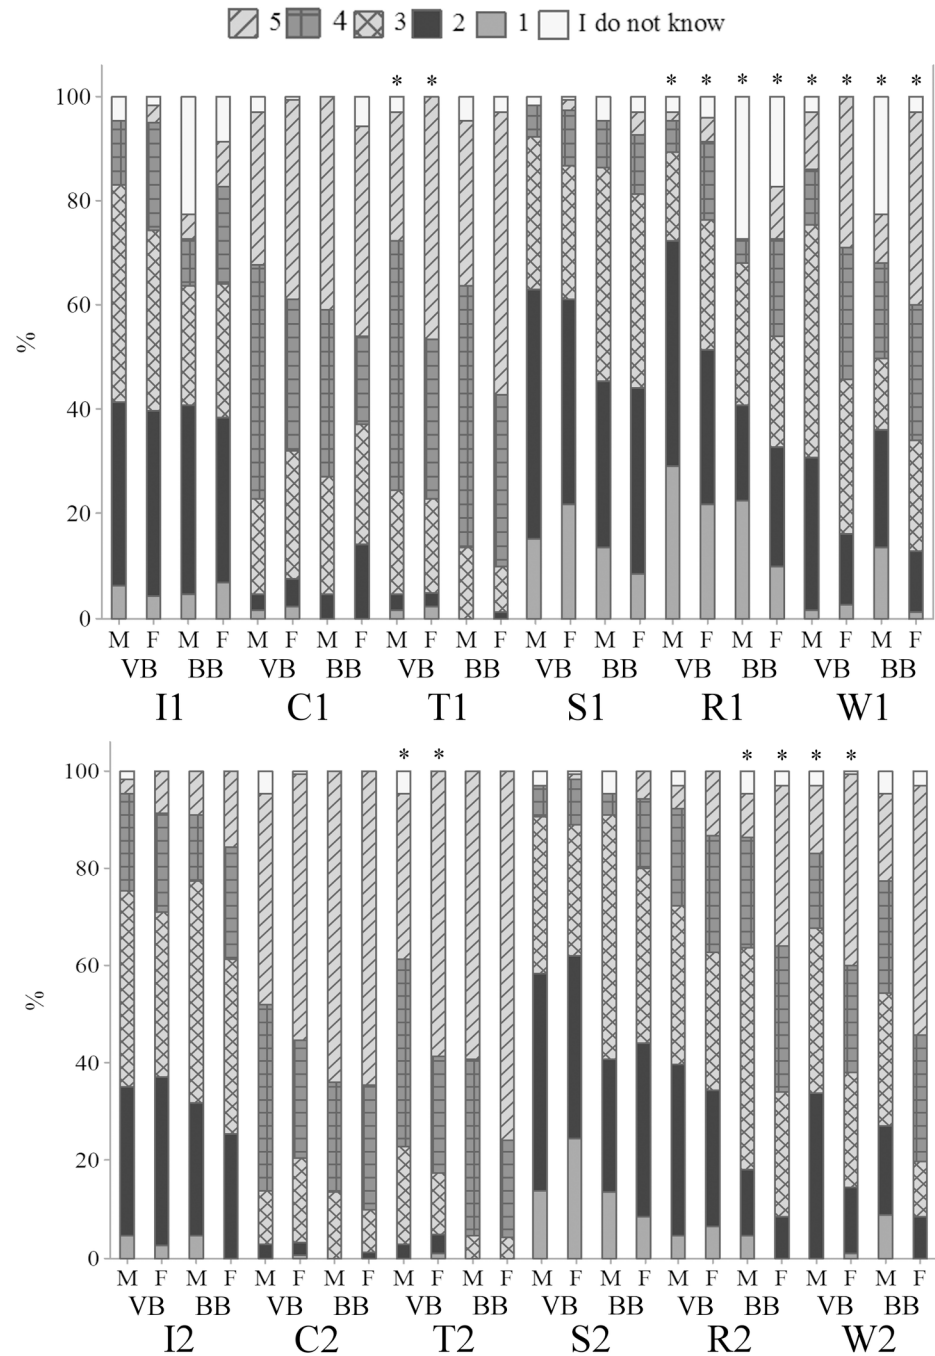 5 4 3 2 1 I do not know
* * * * * * * * * *
100
80
60
%
40
20
0
M F M F M F M F M F M F M F M F M F M F M F M F
VB BB VB BB VB BB VB BB VB BB VB BB
I1 C1 T1 S1 R1 W1
* * * * * *
100
80
60
%
40
20
0
M F M F M F M F M F M F M F M F M F M F M F M F
VB BB VB BB VB BB VB BB VB BB VB BB
I2 C2 T2 S2 R2 W2